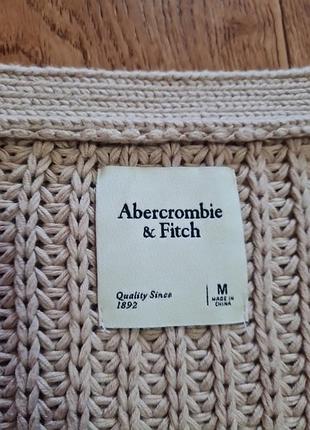 Abercrombie
& Fitch
Quality Since
1892
M
MADE IN
CHINA